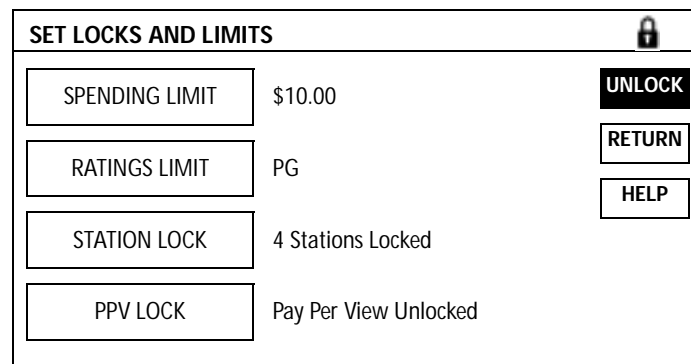 SET LOCKS AND LIMITS
SPENDING LIMIT $10.00
RATINGS LIMIT PG
STATION LOCK 4 Stations Locked
PPV LOCK Pay Per View Unlocked
UNLOCK
RETURN
HELP